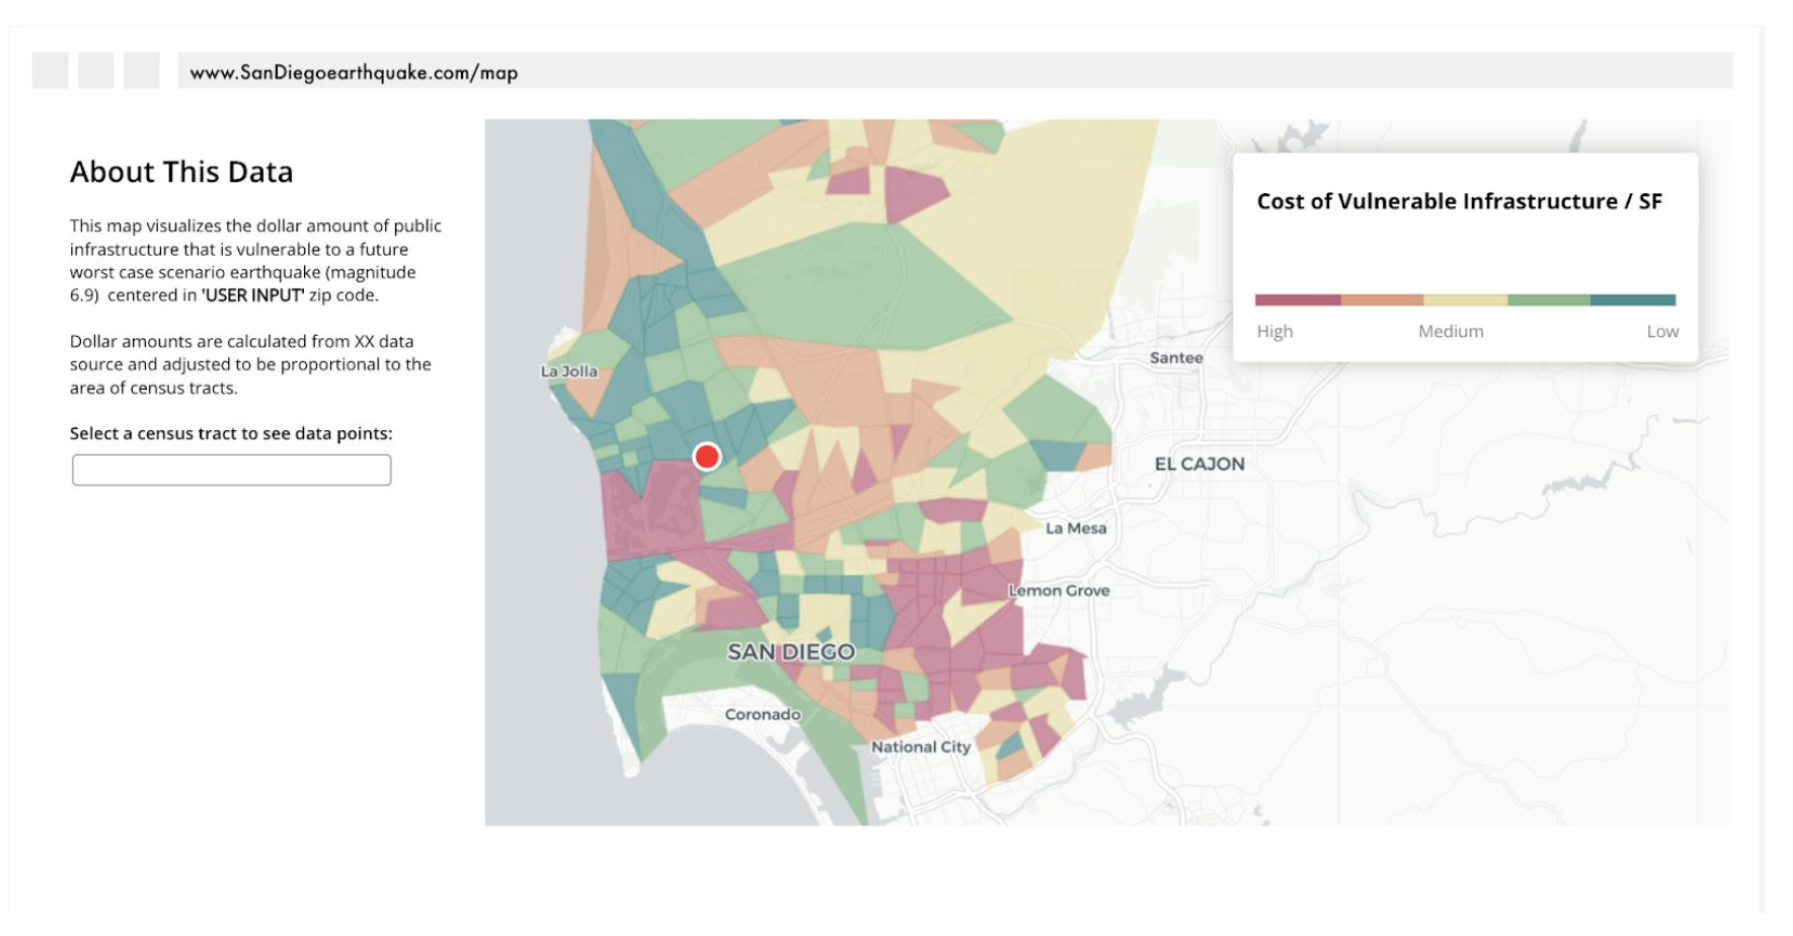 www.SanDiegoearthquake.com/map
About This Data
This map visualizes the dollar amount of public
infrastructure that is vulnerable to a future
worst case scenario earthquake (magnitude
6.9) centered in 'USER INPUT' zip code.
Dollar amounts are calculated from XX data
source and adjusted to be proportional to the
area of census tracts.
Select a census tract to see data points:
Cost of Vulnerable Infrastructure / SF
High Medium Low
Santee
La Jolla
EL CAJON
La Mesa
Lemon Grove
SAN DIEGO
Coronado
National City